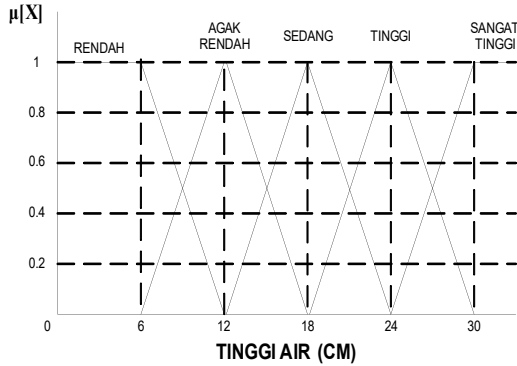 μ[X]
RENDAH
AGAK
RENDAH
SEDANG
TINGGI
SANGAT
TINGGI
1
0.8
0.6
0.4
0.2
0
6
12
18
24
30
TINGGI AIR (CM)